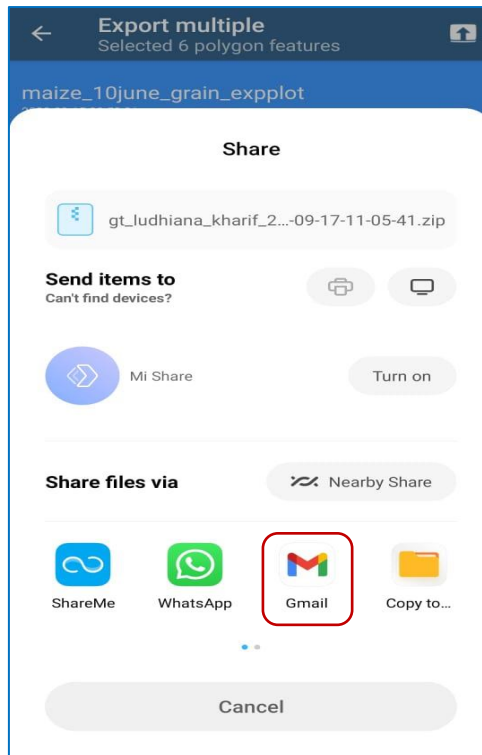 Export multiple
Selected 6 polygon features
maize_10june_grain_expplot
Share
gt_ludhiana_kharif_2...-09-17-11-05-41.zip
Send items to
Can't find devices?
Mi Share
Turn on
Share files via
Nearby Share
ShareMe
WhatsApp
Gmail
Copy to...
Cancel